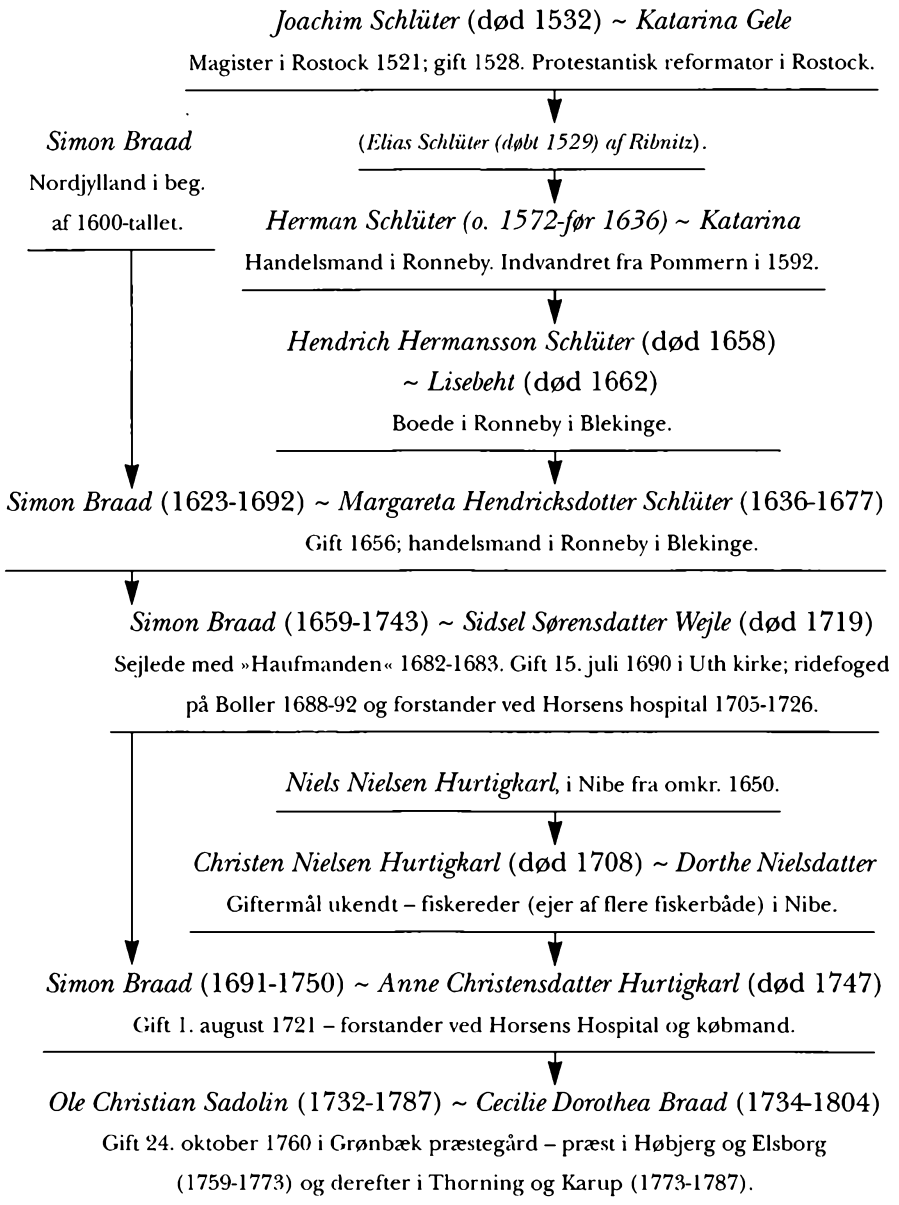 Joachim Schlüter (død 1532) ~ Katarina Gele
Magister i Rostock 1521; gift 1528. Protestantisk reformator i Rostock.
(Elias Schlüter (døbt 1529) af Ribnitz).
Simon Braad
Nordjylland i beg.
af 1600-tallet.
Herman Schlüter (o. 1572-før 1636) ~ Katarina
Handelsmand i Ronneby. Indvandret fra Pommern i 1592.
Hendrich Hermansson Schlüter (død 1658)
~ Lisebeht (død 1662)
Boede i Ronneby i Blekinge.
Simon Braad (1623-1692) ~ Margareta Hendricksdotter Schlüter (1636-1677)
Gift 1656; handelsmand i Ronneby i Blekinge.
Simon Braad (1659-1743) ~ Sidsel Sørensdatter Wejle (død 1719)
Sejlede med »Haufmanden« 1682-1683. Gift 15. juli 1690 i Uth kirke; ridefoged
på Boller 1688-92 og forstander ved Horsens hospital 1705-1726.
Niels Nielsen Hurtigkarl, i Nibe fra omkr. 1650.
Christen Nielsen Hurtigkarl (død 1708) ~ Dorthe Nielsdatter
Giftermål ukendt – fiskereder (ejer af flere fiskerbåde) i Nibe.
Simon Braad (1691-1750) ~ Anne Christensdatter Hurtigkarl (død 1747)
Gift 1. august 1721 – forstander ved Horsens Hospital og købmand.
Ole Christian Sadolin (1732-1787) ~ Cecilie Dorothea Braad (1734-1804)
Gift 24. oktober 1760 i Grønbæk præstegård – præst i Højbjerg og Elsborg
(1759-1773) og derefter i Thorning og Karup (1773-1787).